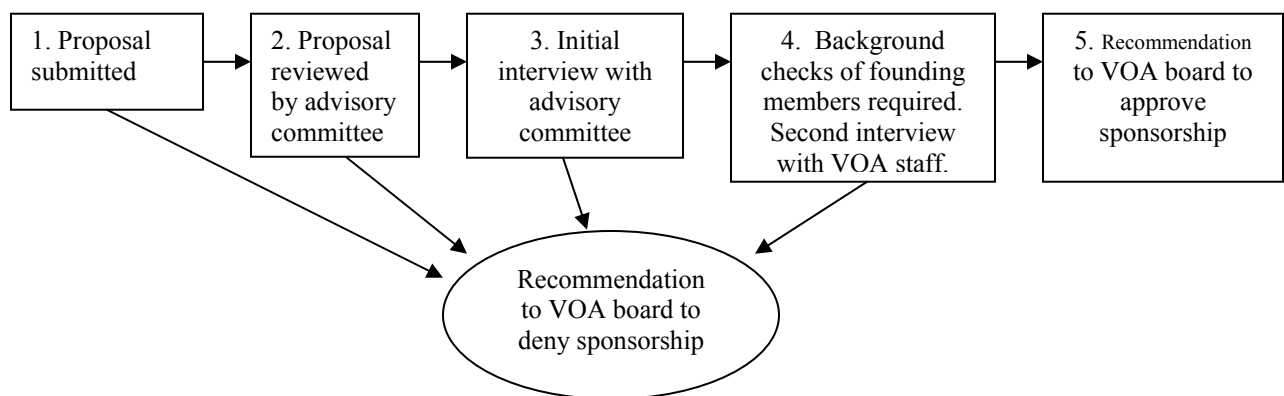 1. Proposal
submitted
2. Proposal
reviewed
by advisory
committee
3. Initial
interview with
advisory
committee
4. Background
checks of founding
members required.
Second interview
with VOA staff.
5. Recommendation
to VOA board to
approve
sponsorship
Recommendation
to VOA board to
deny sponsorship